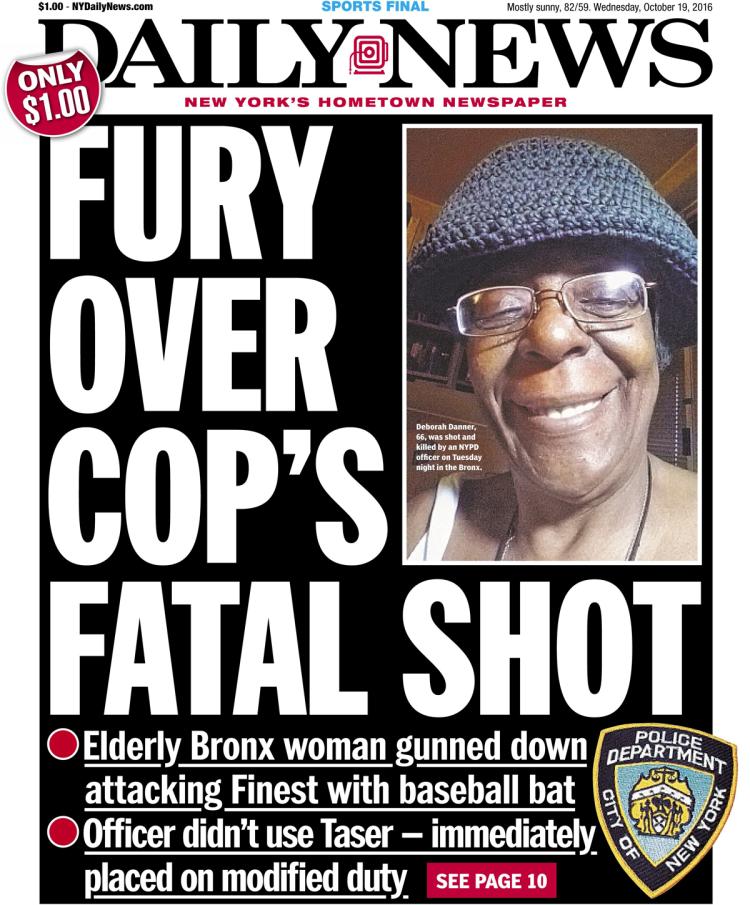 $1.00 - NYDailyNews.com
SPORTS FINAL
Mostly sunny, 82/59. Wednesday, October 19, 2016
DAILY NEWS
ONLY
$1.00
NEW YORK'S HOMETOWN NEWSPAPER
FURY
OVER
COP'S
FATAL SHOT
Deborah Danner,
66, was shot and
killed by an NYPD
officer on Tuesday
night in the Bronx.
Elderly Bronx woman gunned down
attacking Finest with baseball bat
Officer didn't use Taser – immediately
placed on modified duty
SEE PAGE 10
POLICE
DEPARTMENT
CITY OF
NEW YORK